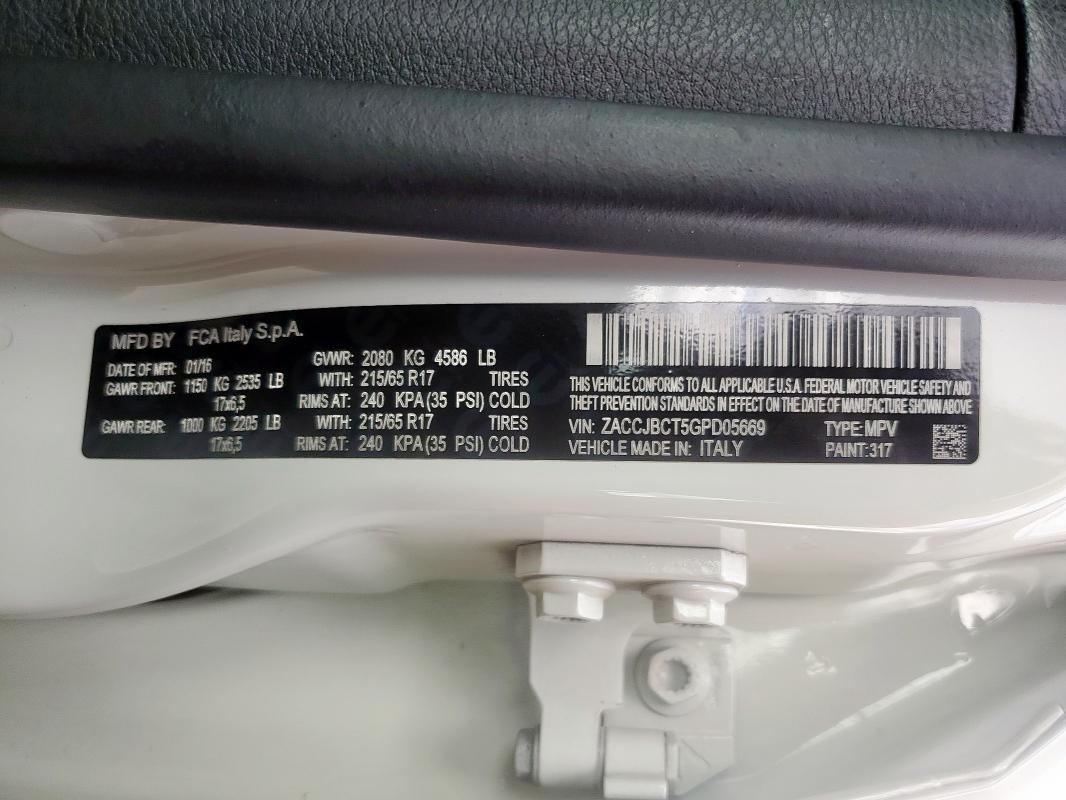 MFD BY FCA Italy S.p.A.
DATE OF MFR: 01/16 GVWR: 2080 KG 4586 LB
GAWR FRONT: 1150 KG 2535 LB WITH: 215/65 R17 TIRES
17x6,5 RIMS AT: 240 KPA(35 PSI) COLD
GAWR REAR: 1000 KG 2205 LB WITH: 215/65 R17 TIRES
17x6,5 RIMS AT: 240 KPA(35 PSI) COLD
THIS VEHICLE CONFORMS TO ALL APPLICABLE U.S.A. FEDERAL MOTOR VEHICLE SAFETY AND
THEFT PREVENTION STANDARDS IN EFFECT ON THE DATE OF MANUFACTURE SHOWN ABOVE
VIN: ZACCJBCT5GPD05669 TYPE: MPV
VEHICLE MADE IN: ITALY PAINT: 317